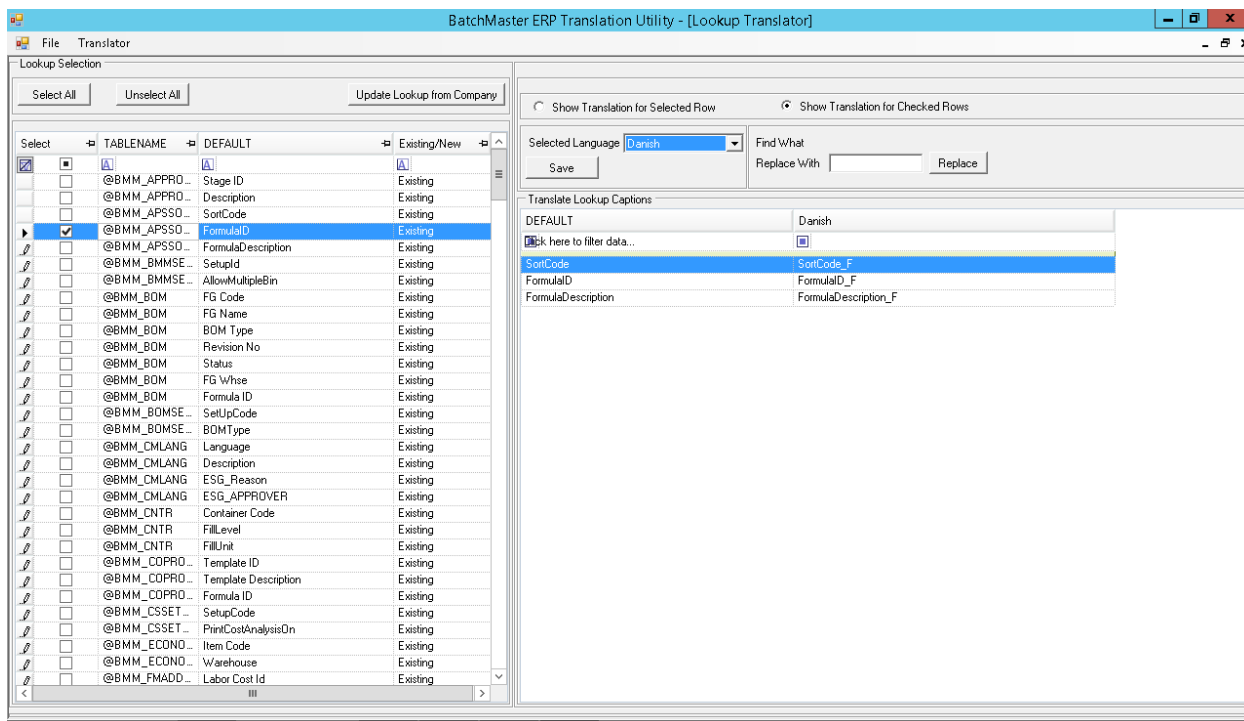 BatchMaster ERP Translation Utility - [Lookup Translator]
File Translator
Lookup Selection
Select All Unselect All Update Lookup from Company
Select TABLENAME DEFAULT Existing/New
@BMM_APPRO... Stage ID Existing
@BMM_APPRO... Description Existing
@BMM_APSSO... SortCode Existing
@BMM_APSSO... FormulaID Existing
@BMM_APSSO... FormulaDescription Existing
@BMM_BMMSE... SetupId Existing
@BMM_BMMSE... AllowMultipleBin Existing
@BMM_BOM FG Code Existing
@BMM_BOM FG Name Existing
@BMM_BOM BOM Type Existing
@BMM_BOM Revision No Existing
@BMM_BOM Status Existing
@BMM_BOM FG Whse Existing
@BMM_BOM Formula ID Existing
@BMM_BOMSE... SetUpCode Existing
@BMM_BOMSE... BOMType Existing
@BMM_CMLANG Language Existing
@BMM_CMLANG Description Existing
@BMM_CMLANG ESG_Reason Existing
@BMM_CMLANG ESG_APPROVER Existing
@BMM_CNTR Container Code Existing
@BMM_CNTR FillLevel Existing
@BMM_CNTR FillUnit Existing
@BMM_COPRO... Template ID Existing
@BMM_COPRO... Template Description Existing
@BMM_COPRO... Formula ID Existing
@BMM_CSSET... SetupCode Existing
@BMM_CSSET... PrintCostAnalysisOn Existing
@BMM_ECONO... Item Code Existing
@BMM_ECONO... Warehouse Existing
@BMM_FMADD... Labor Cost Id Existing
Show Translation for Selected Row Show Translation for Checked Rows
Selected Language Danish Find What
Save Replace With Replace
Translate Lookup Captions
DEFAULT Danish
here to filter data...
SortCode SortCode_F
FormulaID FormulaID_F
FormulaDescription FormulaDescription_F